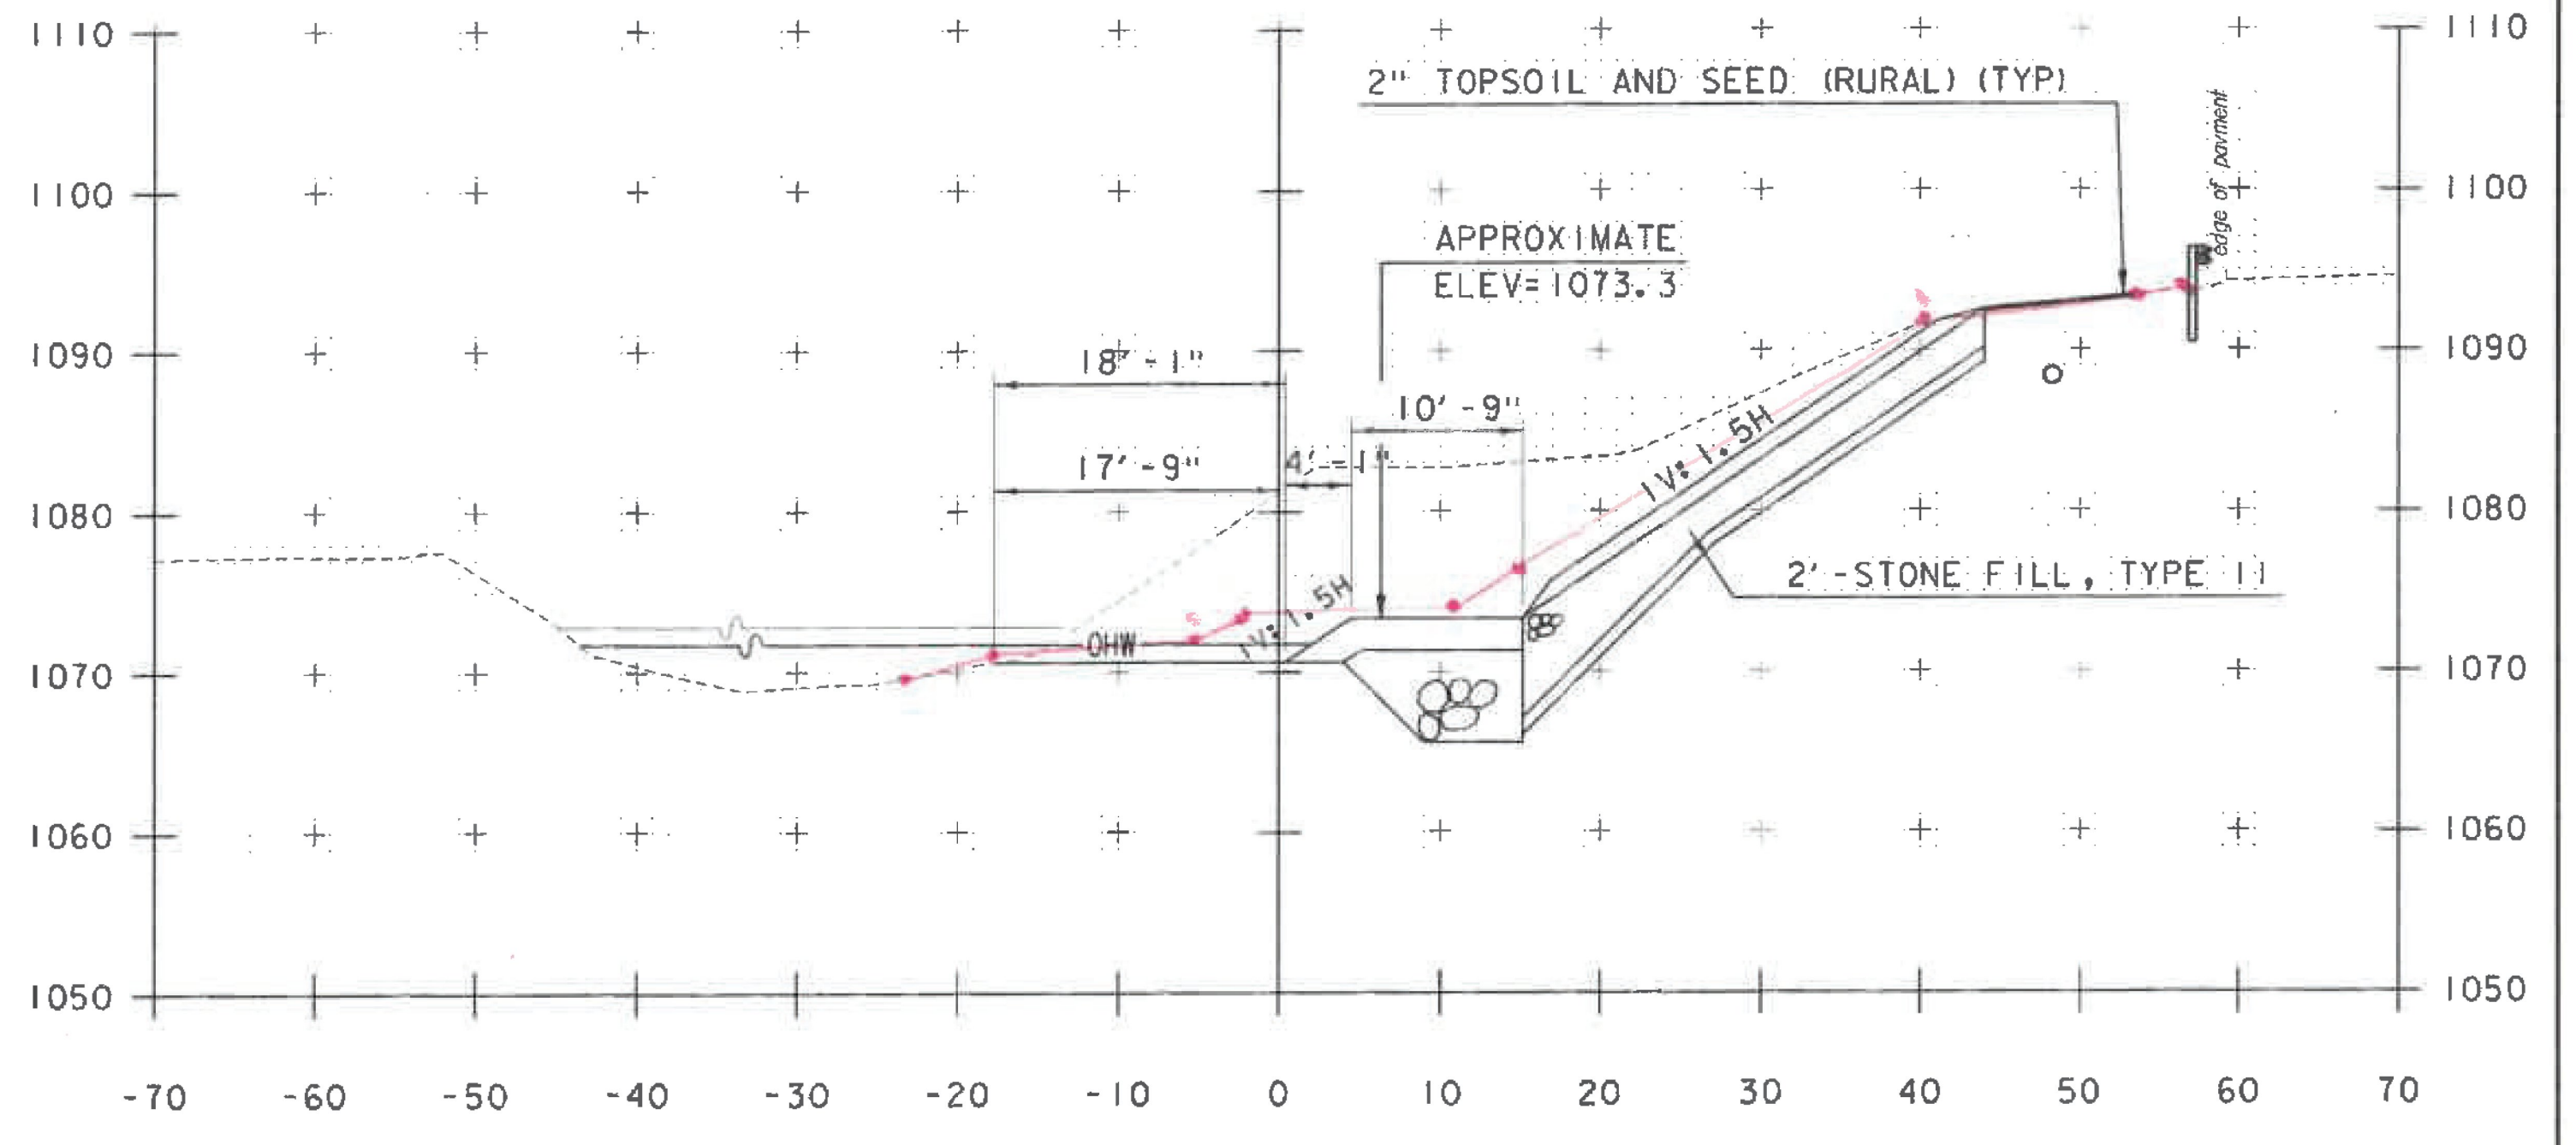 1110 1110
2" TOPSOIL AND SEED (RURAL) (TYP)
edge of pavment
1100 1100
APPROXIMATE
ELEV=1073.3
1090 1090
18'-1"
10'-9"
17'-9"
4'-1"
1V:1.5H
1080 1080
2'-STONE FILL, TYPE II
1V:1.5H
OHW
1070 1070
1060 1060
1050 1050
-70 -60 -50 -40 -30 -20 -10 0 10 20 30 40 50 60 70